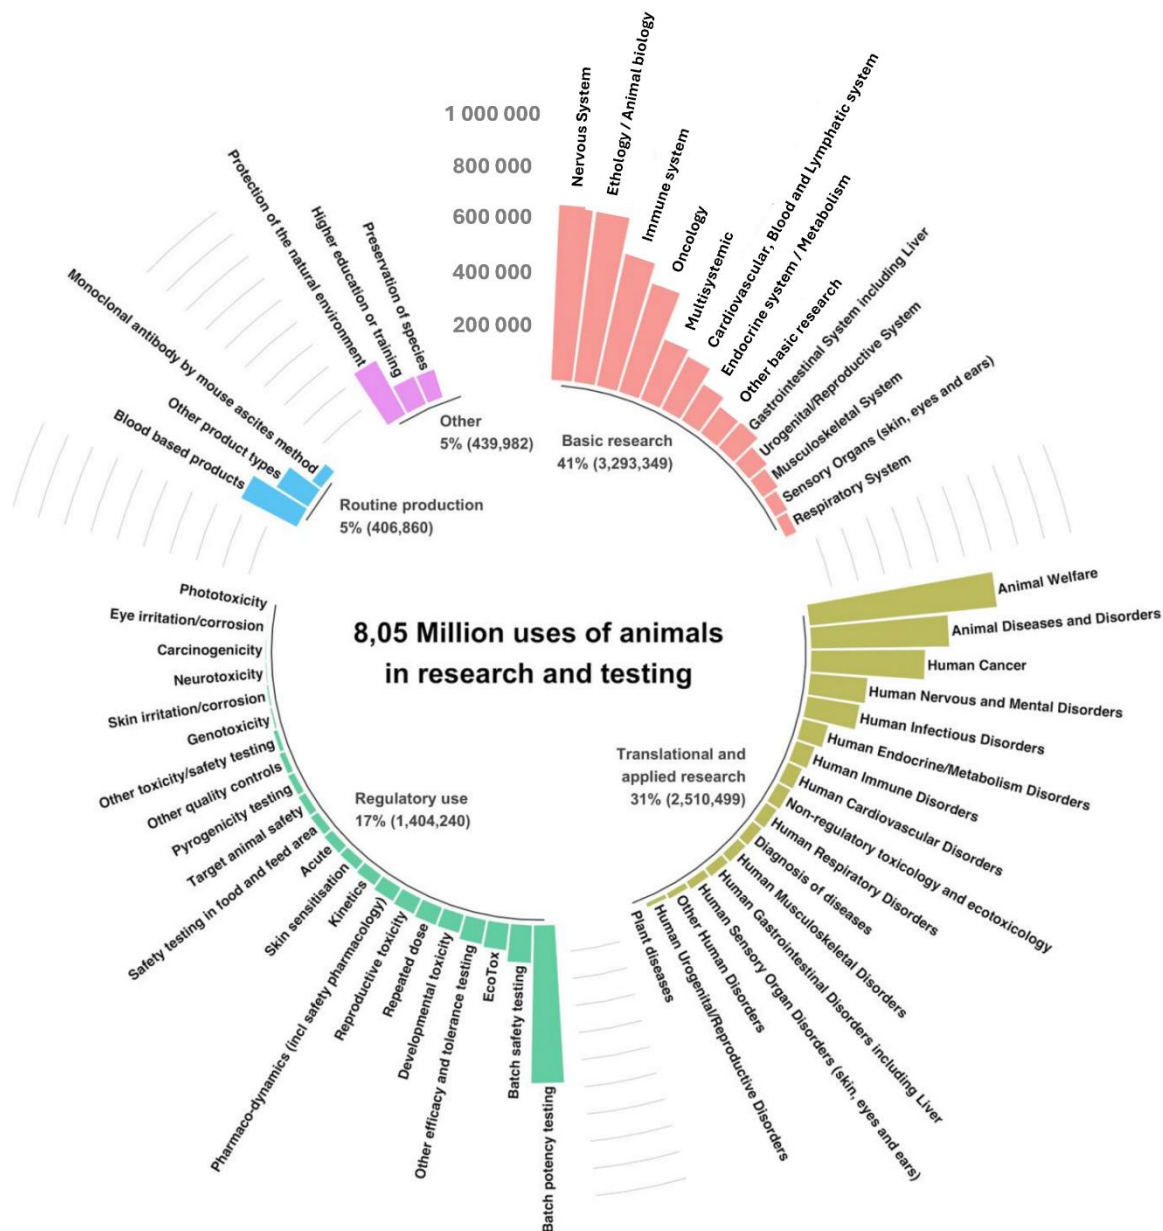 1 000 000
800 000
600 000
400 000
200 000
Nervous System
Ethology / Animal biology
Immune system
Oncology
Multisystemic
Cardiovascular, Blood and Lymphatic system
Endocrine system / Metabolism
Other basic research
Gastrointestinal System including Liver
Urogenital/Reproductive System
Musculoskeletal System
Sensory Organs (skin, eyes and ears)
Respiratory System
Basic research
41% (3,293,349)
Animal Welfare
Animal Diseases and Disorders
Human Cancer
Human Nervous and Mental Disorders
Human Infectious Disorders
Human Endocrine/Metabolism Disorders
Human Immune Disorders
Human Cardiovascular Disorders
Non-regulatory toxicology and ecotoxicology
Human Respiratory Disorders
Diagnosis of diseases
Human Musculoskeletal Disorders
Human Gastrointestinal Disorders including Liver
Human Sensory Organ Disorders (skin, eyes and ears)
Other Human Disorders
Human Urogenital/Reproductive Disorders
Plant diseases
Translational and
applied research
31% (2,510,499)
Batch potency testing
Batch safety testing
EcoTox
Other efficacy and tolerance testing
Developmental toxicity
Repeated dose
Reproductive toxicity
Pharmaco-dynamics (incl safety pharmacology)
Kinetics
Skin sensitisation
Acute
Safety testing in food and feed area
Target animal safety
Pyrogenicity testing
Other quality controls
Other toxicity/safety testing
Genotoxicity
Skin irritation/corrosion
Neurotoxicity
Carcinogenicity
Eye irritation/corrosion
Phototoxicity
Regulatory use
17% (1,404,240)
Blood based products
Other product types
Monoclonal antibody by mouse ascites method
Routine production
5% (406,860)
Protection of the natural environment
Higher education or training
Preservation of species
Other
5% (439,982)
8,05 Million uses of animals
in research and testing